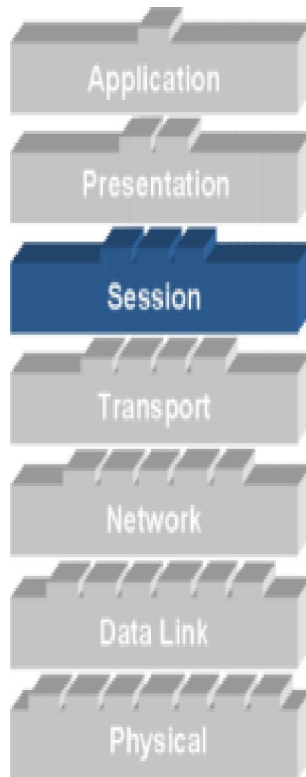 Application
Presentation
Session
Transport
Network
Data Link
Physical